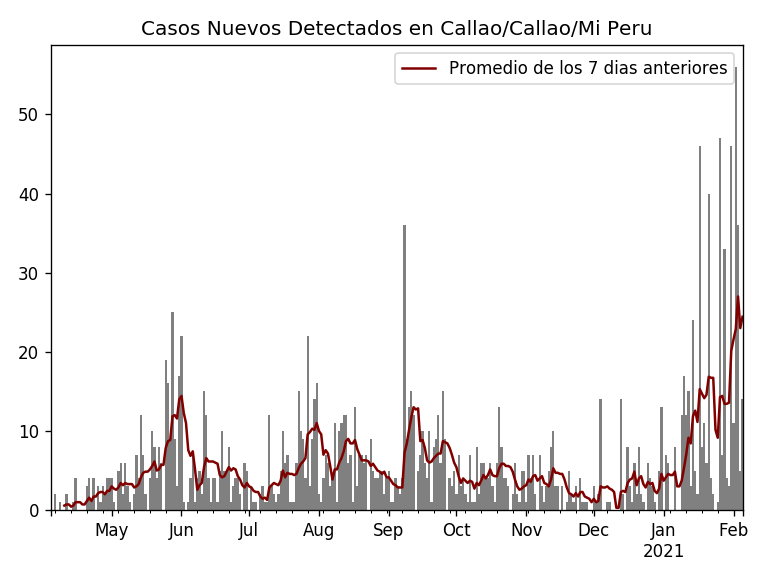 Casos Nuevos Detectados en Callao/Callao/Mi Peru
Promedio de los 7 dias anteriores
50
40
30
20
10
0
May Jun Jul Aug Sep Oct Nov Dec Jan Feb
2021